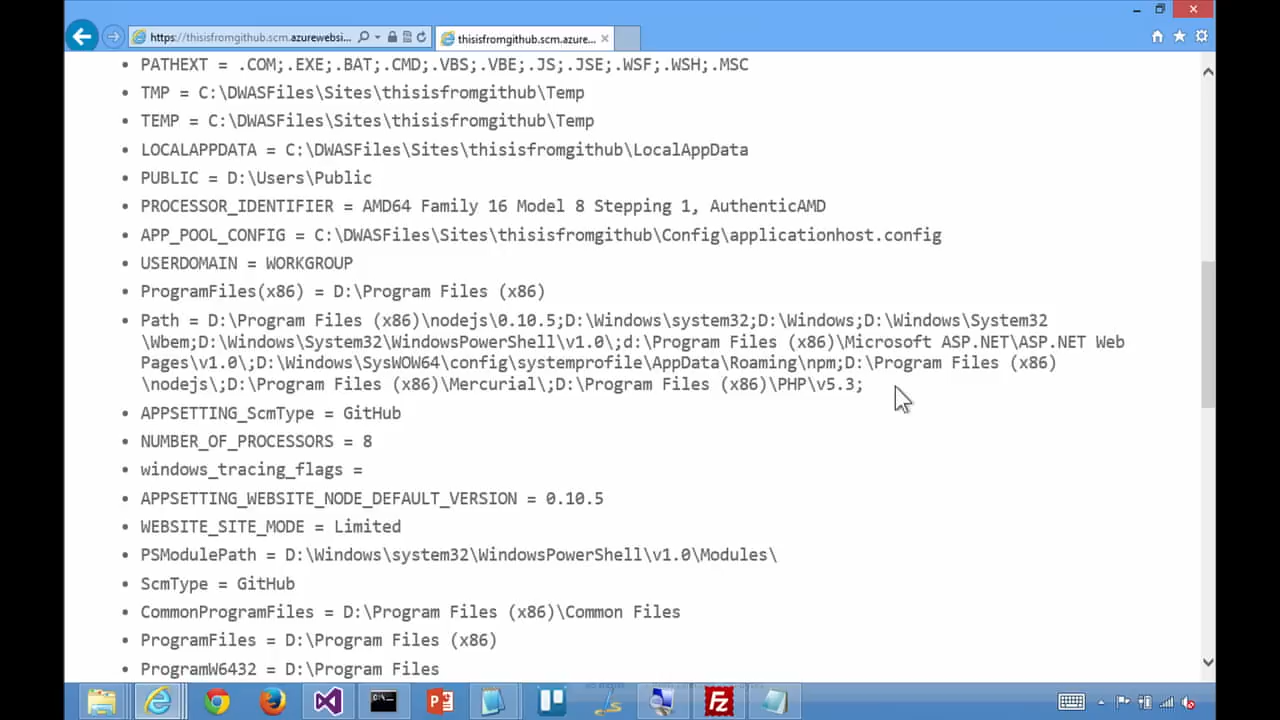 https://thisisfromgithub.scm.azurewebsi...
thisisfromgithub.scm.azure...
PATHEXT = .COM;.EXE;.BAT;.CMD;.VBS;.VBE;.JS;.JSE;.WSF;.WSH;.MSC
TMP = C:\DWASFiles\Sites\thisisfromgithub\Temp
TEMP = C:\DWASFiles\Sites\thisisfromgithub\Temp
LOCALAPPDATA = C:\DWASFiles\Sites\thisisfromgithub\LocalAppData
PUBLIC = D:\Users\Public
PROCESSOR_IDENTIFIER = AMD64 Family 16 Model 8 Stepping 1, AuthenticAMD
APP_POOL_CONFIG = C:\DWASFiles\Sites\thisisfromgithub\Config\applicationhost.config
USERDOMAIN = WORKGROUP
ProgramFiles(x86) = D:\Program Files (x86)
Path = D:\Program Files (x86)\nodejs\0.10.5;D:\Windows\system32;D:\Windows;D:\Windows\System32
\Wbem;D:\Windows\System32\WindowsPowerShell\v1.0\;d:\Program Files (x86)\Microsoft ASP.NET\ASP.NET Web
Pages\v1.0\;D:\Windows\SysWOW64\config\systemprofile\AppData\Roaming\npm;D:\Program Files (x86)
\nodejs\;D:\Program Files (x86)\Mercurial\;D:\Program Files (x86)\PHP\v5.3;
APPSETTING_ScmType = GitHub
NUMBER_OF_PROCESSORS = 8
windows_tracing_flags =
APPSETTING_WEBSITE_NODE_DEFAULT_VERSION = 0.10.5
WEBSITE_SITE_MODE = Limited
PSModulePath = D:\Windows\system32\WindowsPowerShell\v1.0\Modules\
ScmType = GitHub
CommonProgramFiles = D:\Program Files (x86)\Common Files
ProgramFiles = D:\Program Files (x86)
ProgramW6432 = D:\Program Files